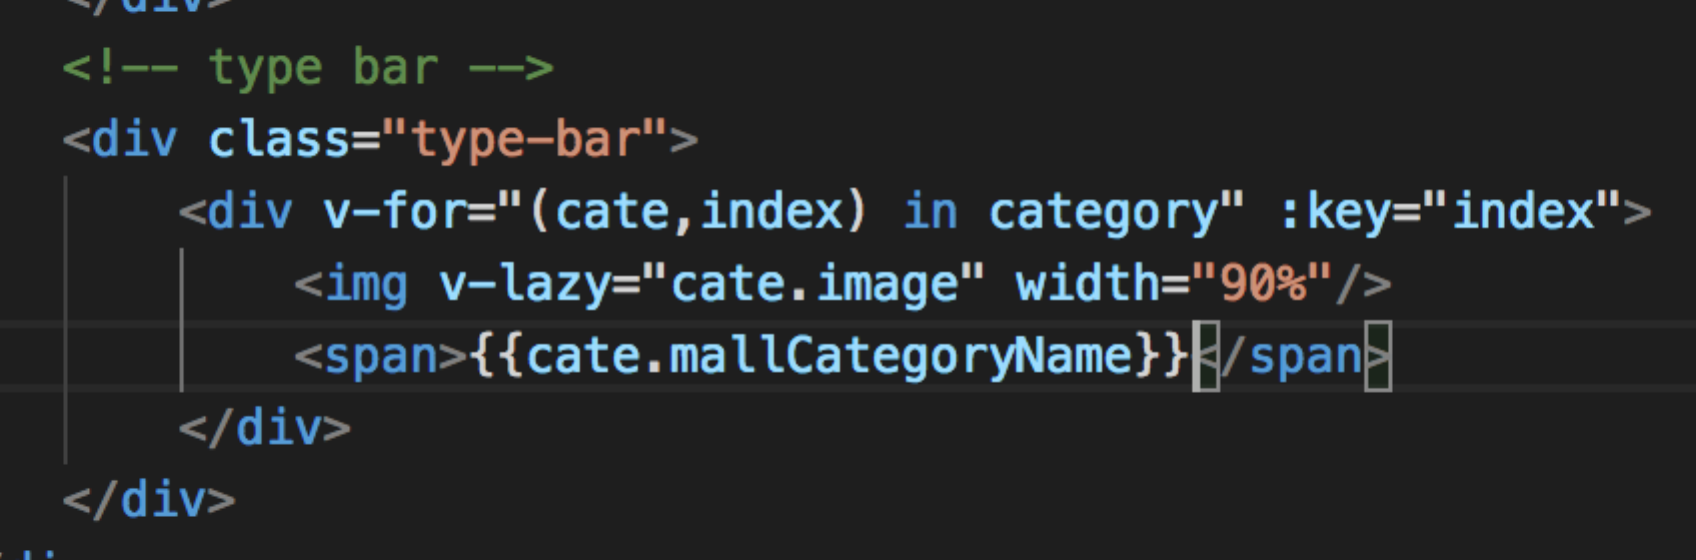 </div>
<!-- type bar -->
<div class="type-bar">
<div v-for="(cate,index) in category" :key="index">
<img v-lazy="cate.image" width="90%"/>
<span>{{cate.mallCategoryName}}</span>
</div>
</div>